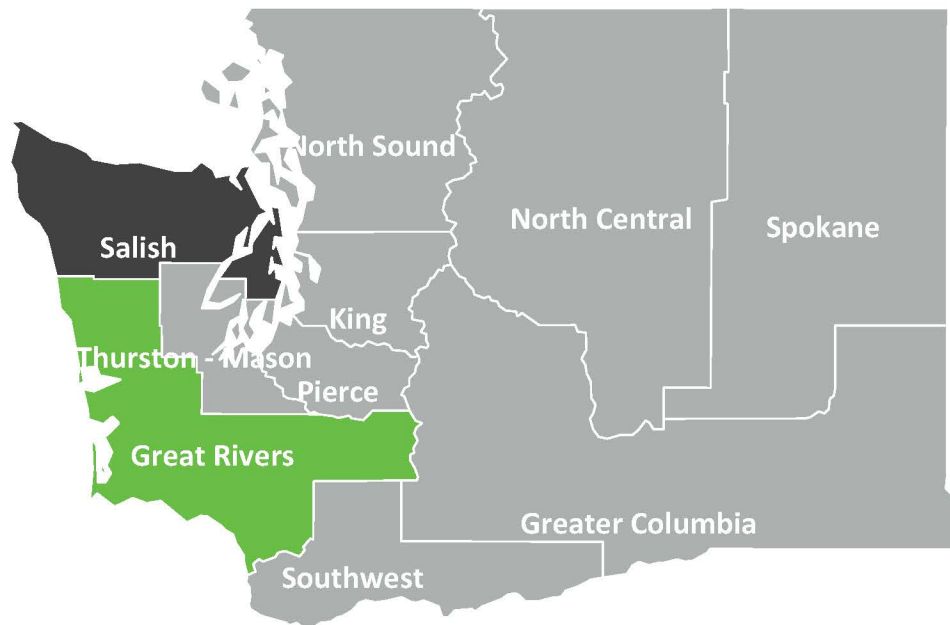 North Sound
North Central
Spokane
Salish
King
Thurston - Mason
Pierce
Great Rivers
Greater Columbia
Southwest